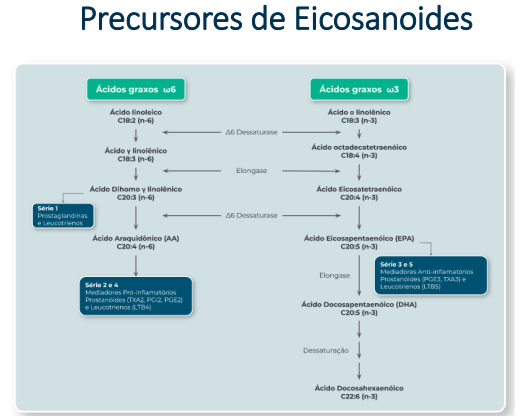 Precursores de Eicosanoides
Ácidos graxos ω6
Ácidos graxos ω3
Ácido linoleíco
C18:2 (n-6)
Ácido α linolênico
C18:3 (n-3)
Δ6 Dessaturase
Ácido y linolênico
C18:3 (n-6)
Ácido octadecatetraenóico
C18:4 (n-3)
Elongase
Ácido Dihomo y linolênico
C20:3 (n-6)
Ácido Eicosatetraenóico
C20:4 (n-3)
Série 1
Prostaglandinas
e Leucotrienos
Δ6 Dessaturase
Ácido Araquidônico (AA)
C20:4 (n-6)
Ácido Eicosapentaenóico (EPA)
C20:5 (n-3)
Série 2 e 4
Mediadores Pró-inflamatórios
Prostanóides (TXA2, PGI2, PGE2)
e Leucotrienos (LTB4)
Elongase
Série 3 e 5
Mediadores Anti-inflamatórios
Prostanóides (PGE3, TXA3) e
Leucotrienos (LTB5)
Ácido Docosapentenóico (DHA)
C20:5 (n-3)
Dessaturação
Ácido Docosahexaenóico
C22:6 (n-3)